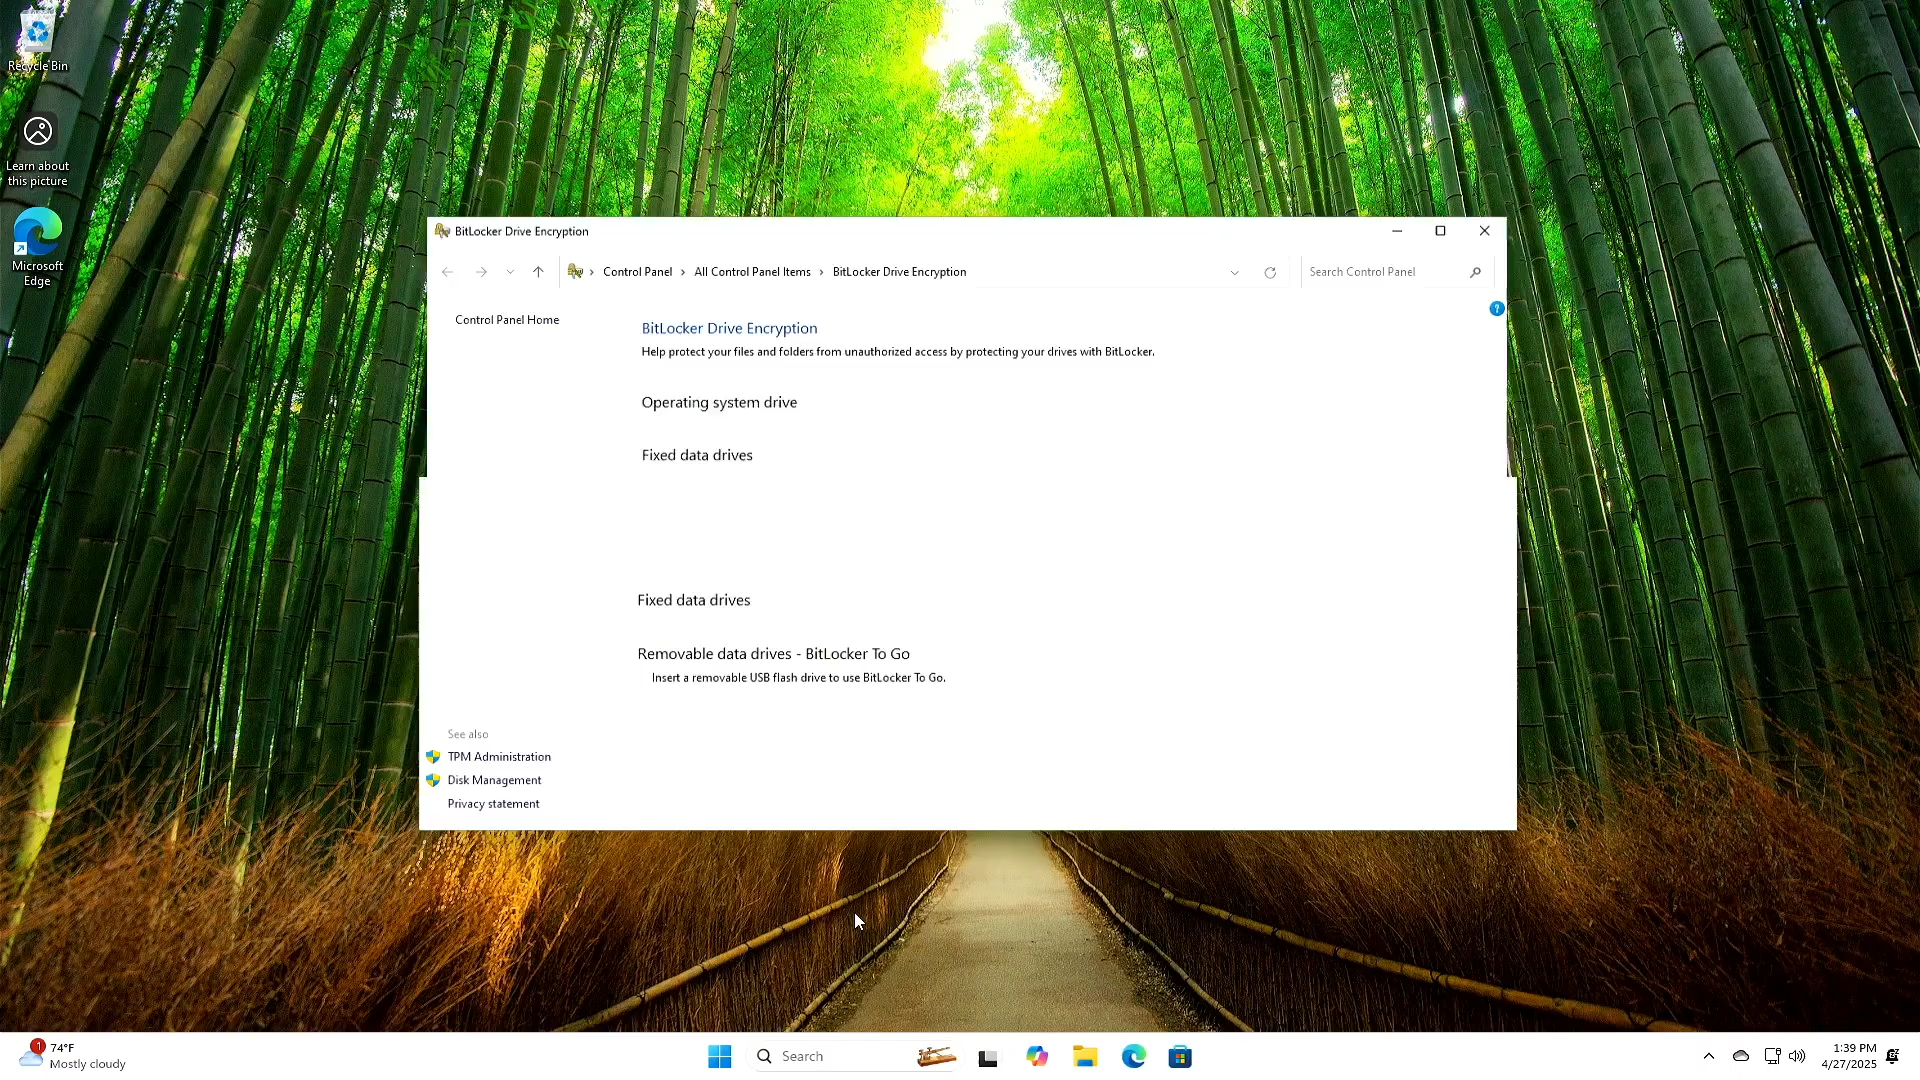 Recycle Bin
Learn about
this picture
Microsoft
Edge
BitLocker Drive Encryption
Control Panel › All Control Panel Items › BitLocker Drive Encryption
Search Control Panel
Control Panel Home
BitLocker Drive Encryption
Help protect your files and folders from unauthorized access by protecting your drives with BitLocker.
Operating system drive
Fixed data drives
Fixed data drives
Removable data drives - BitLocker To Go
Insert a removable USB flash drive to use BitLocker To Go.
See also
TPM Administration
Disk Management
Privacy statement
1
74°F
Mostly cloudy
Search
1:39 PM
4/27/2025